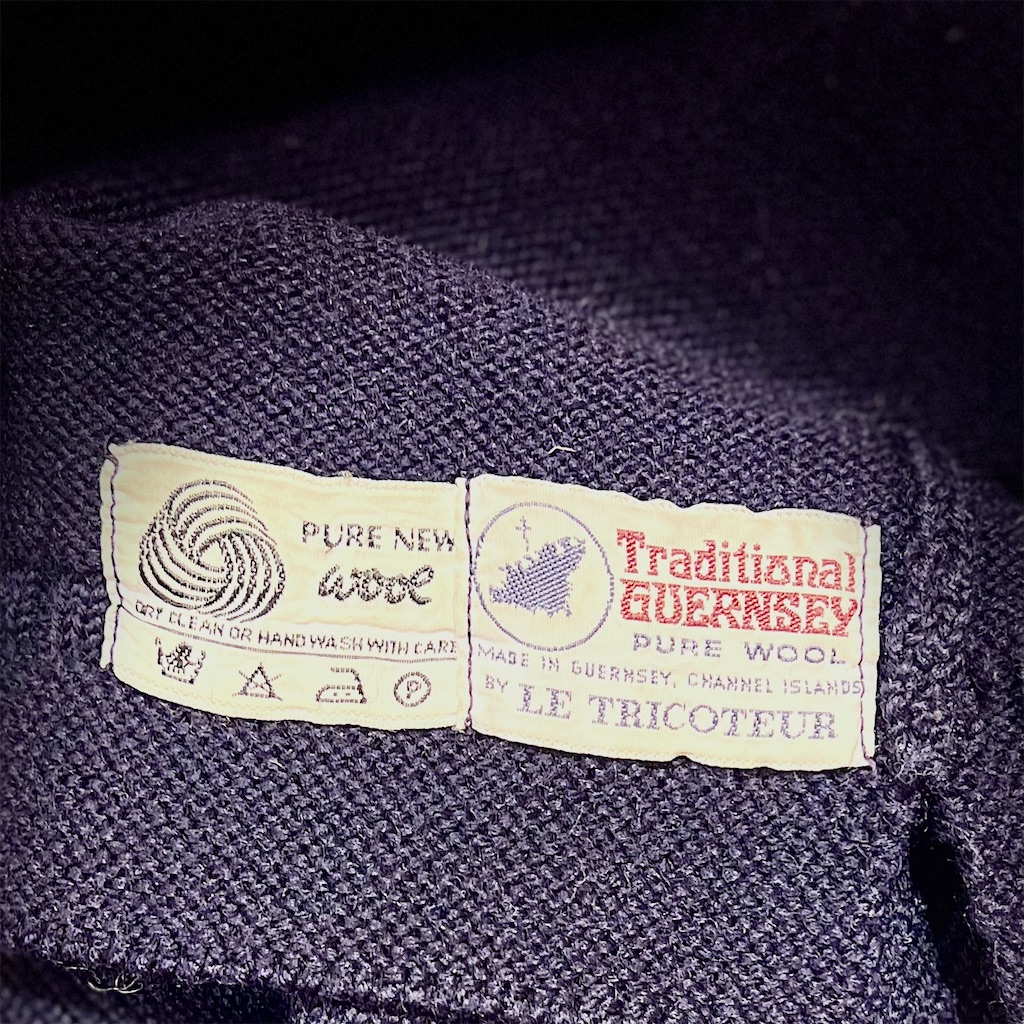 PURE NEW
wool
DRY CLEAN OR HAND WASH WITH CARE
P
Traditional
GUERNSEY
PURE WOOL
MADE IN GUERNSEY, CHANNEL ISLANDS
BY LE TRICOTEUR